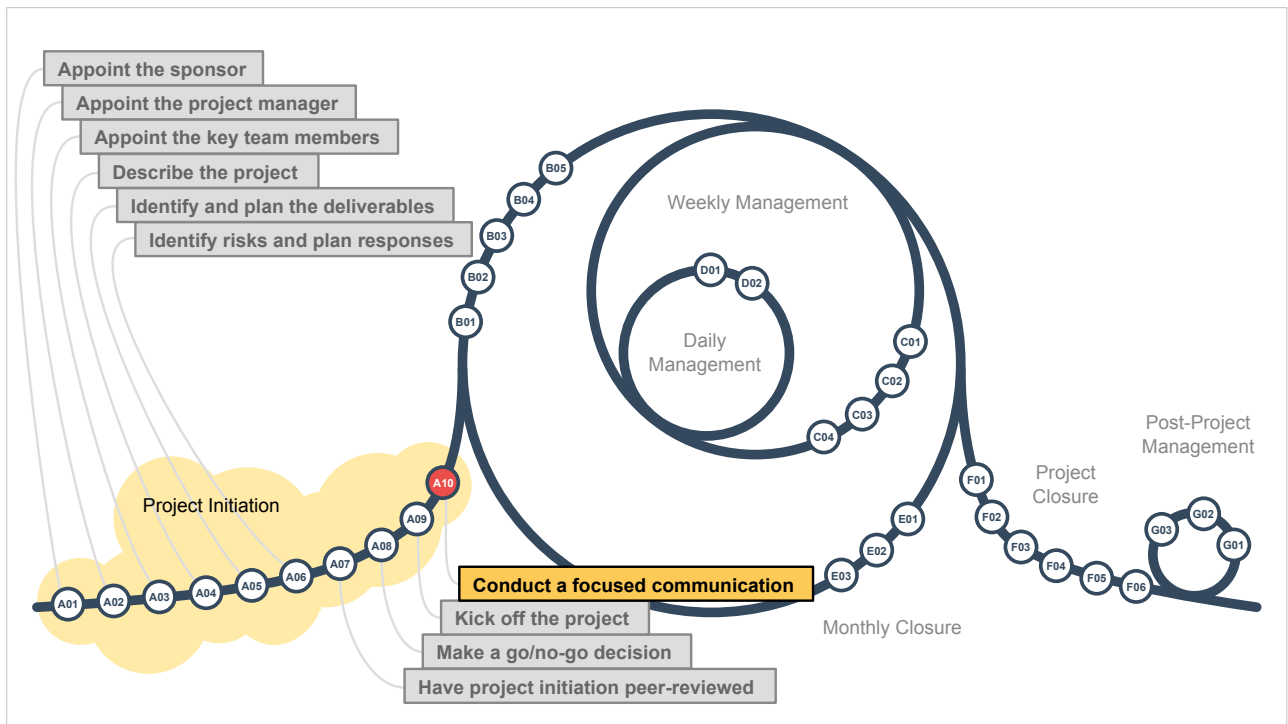 Appoint the sponsor
Appoint the project manager
Appoint the key team members
Describe the project
Identify and plan the deliverables
Identify risks and plan responses
B05
B04
B03
B02
B01
Weekly Management
D01
D02
Daily
Management
C01
C02
C03
C04
Post-Project
Management
Project
Closure
Project Initiation
A10
A09
A08
A07
A06
A05
A04
A03
A02
A01
E01
E02
E03
F01
F02
F03
F04
F05
F06
G03
G02
G01
Conduct a focused communication
Kick off the project
Make a go/no-go decision
Have project initiation peer-reviewed
Monthly Closure